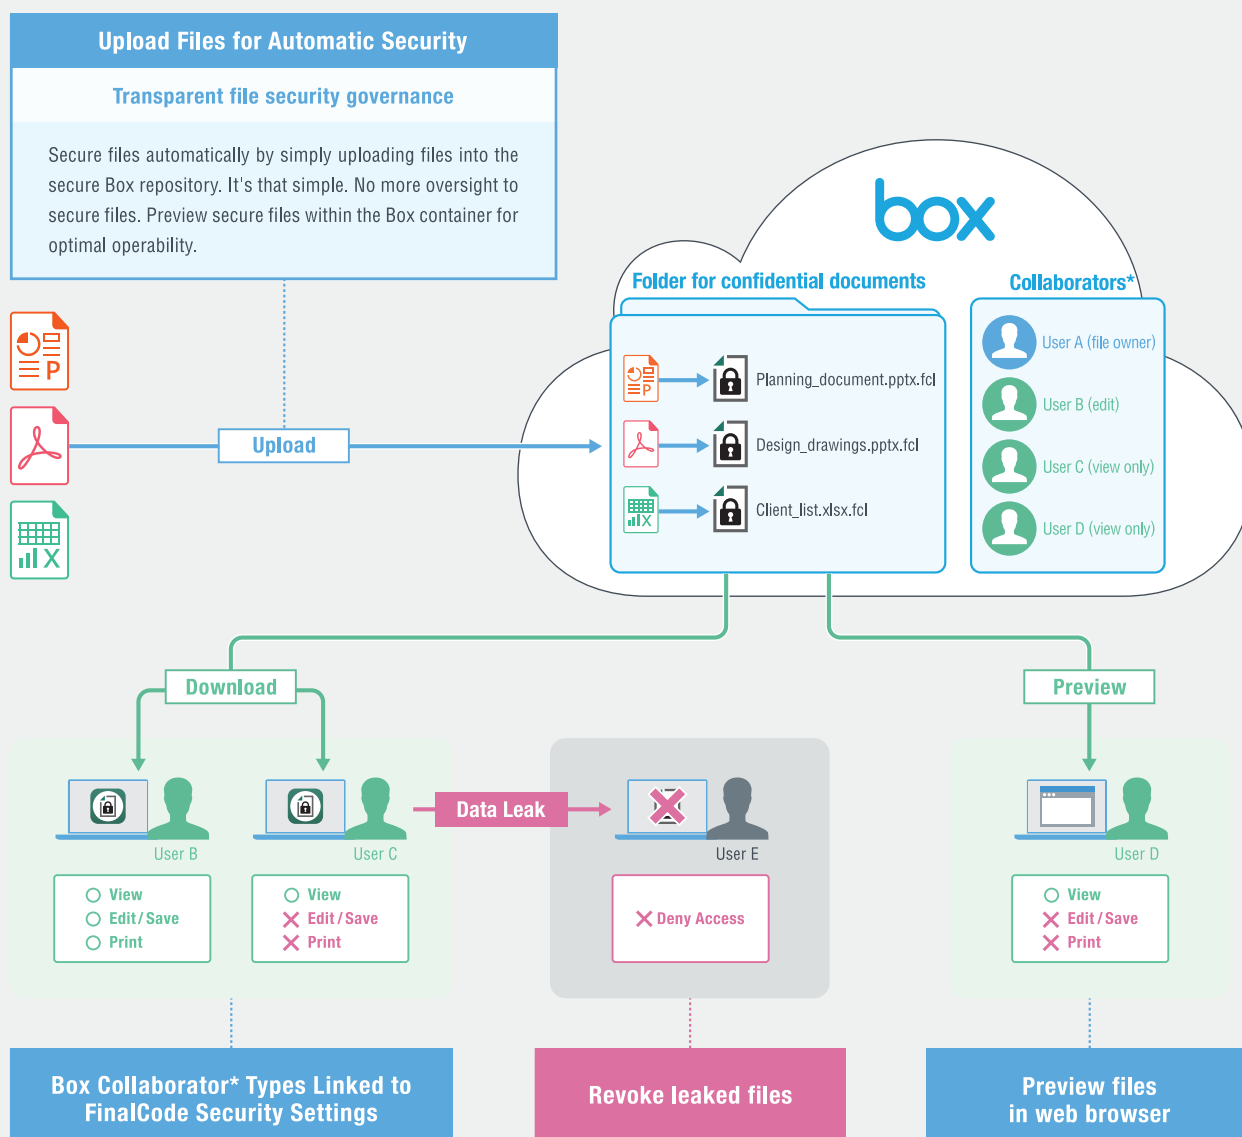 Upload Files for Automatic Security
Transparent file security governance
Secure files automatically by simply uploading files into the
secure Box repository. It's that simple. No more oversight to
secure files. Preview secure files within the Box container for
optimal operability.
box
Folder for confidential documents
Collaborators*
P
P
Planning_document.pptx.fcl
Design_drawings.pptx.fcl
X
X
Client_list.xlsx.fcl
User A (file owner)
User B (edit)
User C (view only)
User D (view only)
Upload
Download
Preview
Data Leak
User B
User C
User E
User D
View
Edit / Save
Print
View
Edit / Save
Print
Deny Access
View
Edit / Save
Print
Box Collaborator* Types Linked to
FinalCode Security Settings
Revoke leaked files
Preview files
in web browser